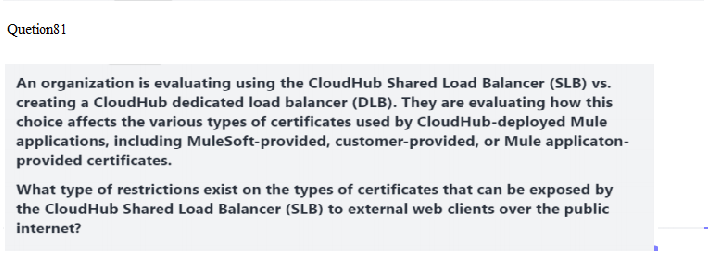 Quetion81
An organization is evaluating using the CloudHub Shared Load Balancer (SLB) vs.
creating a CloudHub dedicated load balancer (DLB). They are evaluating how this
choice affects the various types of certificates used by CloudHub-deployed Mule
applications, including MuleSoft-provided, customer-provided, or Mule applicaton-
provided certificates.
What type of restrictions exist on the types of certificates that can be exposed by
the CloudHub Shared Load Balancer (SLB) to external web clients over the public
internet?